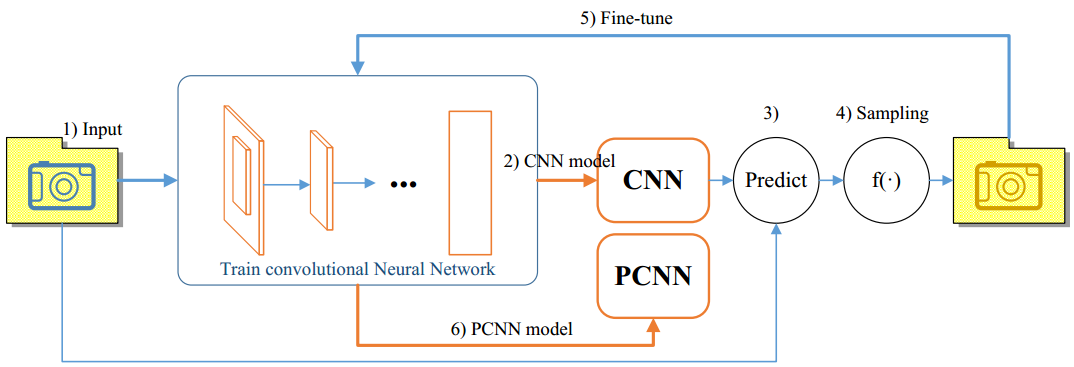 5) Fine-tune
1) Input
3)
4) Sampling
2) CNN model
CNN
Predict
f(·)
•••
Train convolutional Neural Network
PCNN
6) PCNN model